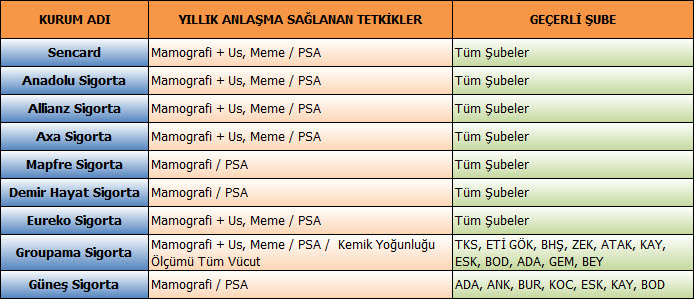 KURUM ADI YILLIK ANLAŞMA SAĞLANAN TETKİKLER GEÇERLİ ŞUBE
Sencard Mamografi + Us, Meme / PSA Tüm Şubeler
Anadolu Sigorta Mamografi + Us, Meme / PSA Tüm Şubeler
Allianz Sigorta Mamografi + Us, Meme / PSA Tüm Şubeler
Axa Sigorta Mamografi + Us, Meme / PSA Tüm Şubeler
Mapfre Sigorta Mamografi / PSA Tüm Şubeler
Demir Hayat Sigorta Mamografi / PSA Tüm Şubeler
Eureko Sigorta Mamografi + Us, Meme / PSA Tüm Şubeler
Groupama Sigorta Mamografi + Us, Meme / PSA / Kemik Yoğunluğu
Ölçümü Tüm Vücut
TKS, ETİ GÖK, BHŞ, ZEK, ATAK, KAY,
ESK, BOD, ADA, GEM, BEY
Güneş Sigorta Mamografi / PSA ADA, ANK, BUR, KOC, ESK, KAY, BOD